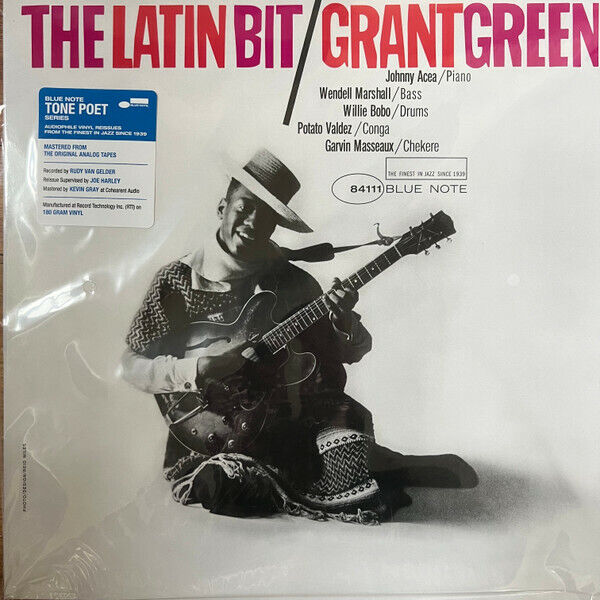 THE LATIN BIT/GRANT GREEN
Johnny Acea/Piano
Wendell Marshall/Bass
Willie Bobo/Drums
Potato Valdez/Conga
Garvin Masseaux/Chekere
THE FINEST IN JAZZ SINCE 1939
84111 BLUE NOTE
BLUE NOTE
TONE POET
SERIES
BLUE NOTE
AUDIOPHILE VINYL REISSUES
FROM THE FINEST IN JAZZ SINCE 1939
MASTERED FROM
THE ORIGINAL ANALOG TAPES
Recorded by RUDY VAN GELDER
Reissue Supervised by JOE HARLEY
Mastered by KEVIN GRAY at Cohearent Audio
Manufactured at Record Technology Inc. (RTI) on
180 GRAM VINYL
PHOTO/DESIGN/REID MILES